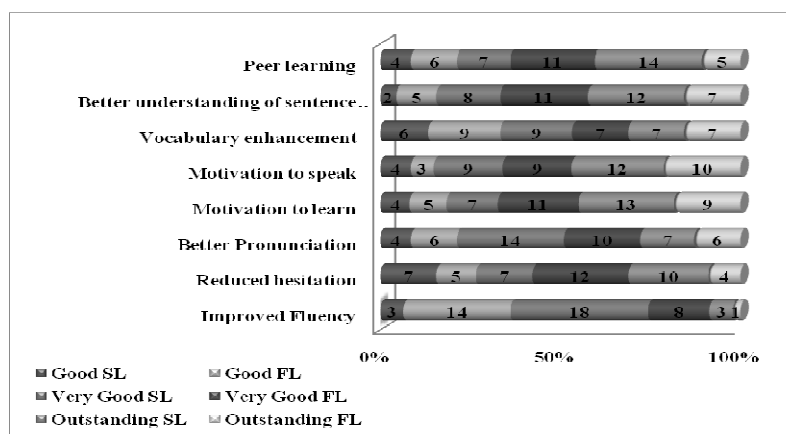 Peer learning 4 6 7 11 14 5
Better understanding of sentence.. 2 5 8 11 12 7
Vocabulary enhancement 6 9 9 7 7 7
Motivation to speak 4 3 9 9 12 10
Motivation to learn 4 5 7 11 13 9
Better Pronunciation 4 6 14 10 7 6
Reduced hesitation 7 5 7 12 10 4
Improved Fluency 3 14 18 8 3 1
0% 50% 100%
Good SL Good FL
Very Good SL Very Good FL
Outstanding SL Outstanding FL